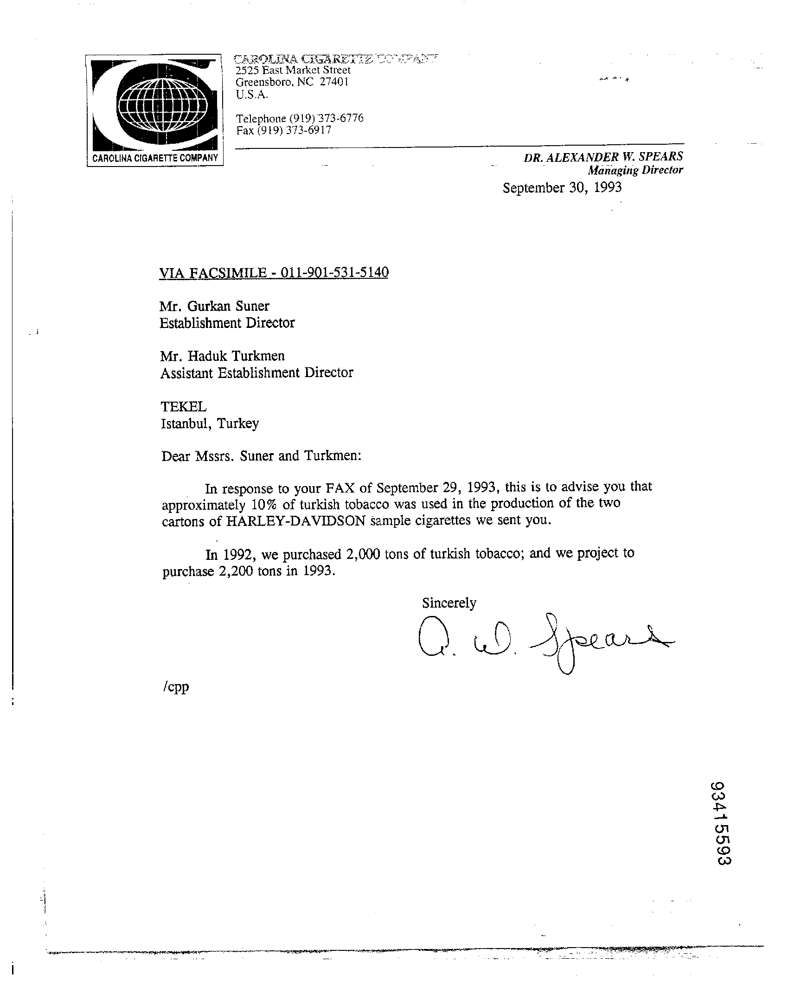 CAROLINA CIGARETTE COMPANY
2525 East Market Street
Greensboro, NC 27401
U.S.A.
Telephone (919) 373-6776
Fax (919) 373-6917
CAROLINA CIGARETTE COMPANY
DR. ALEXANDER W. SPEARS
Managing Director
September 30, 1993
VIA FACSIMILE - 011-901-531-5140
Mr. Gurkan Suner
Establishment Director
Mr. Haduk Turkmen
Assistant Establishment Director
TEKEL
Istanbul, Turkey
Dear Mssrs. Suner and Turkmen:
In response to your FAX of September 29, 1993, this is to advise you that
approximately 10% of turkish tobacco was used in the production of the two
cartons of HARLEY-DAVIDSON sample cigarettes we sent you.
In 1992, we purchased 2,000 tons of turkish tobacco; and we project to
purchase 2,200 tons in 1993.
Sincerely
A. W. Spears
/cpp
93415593